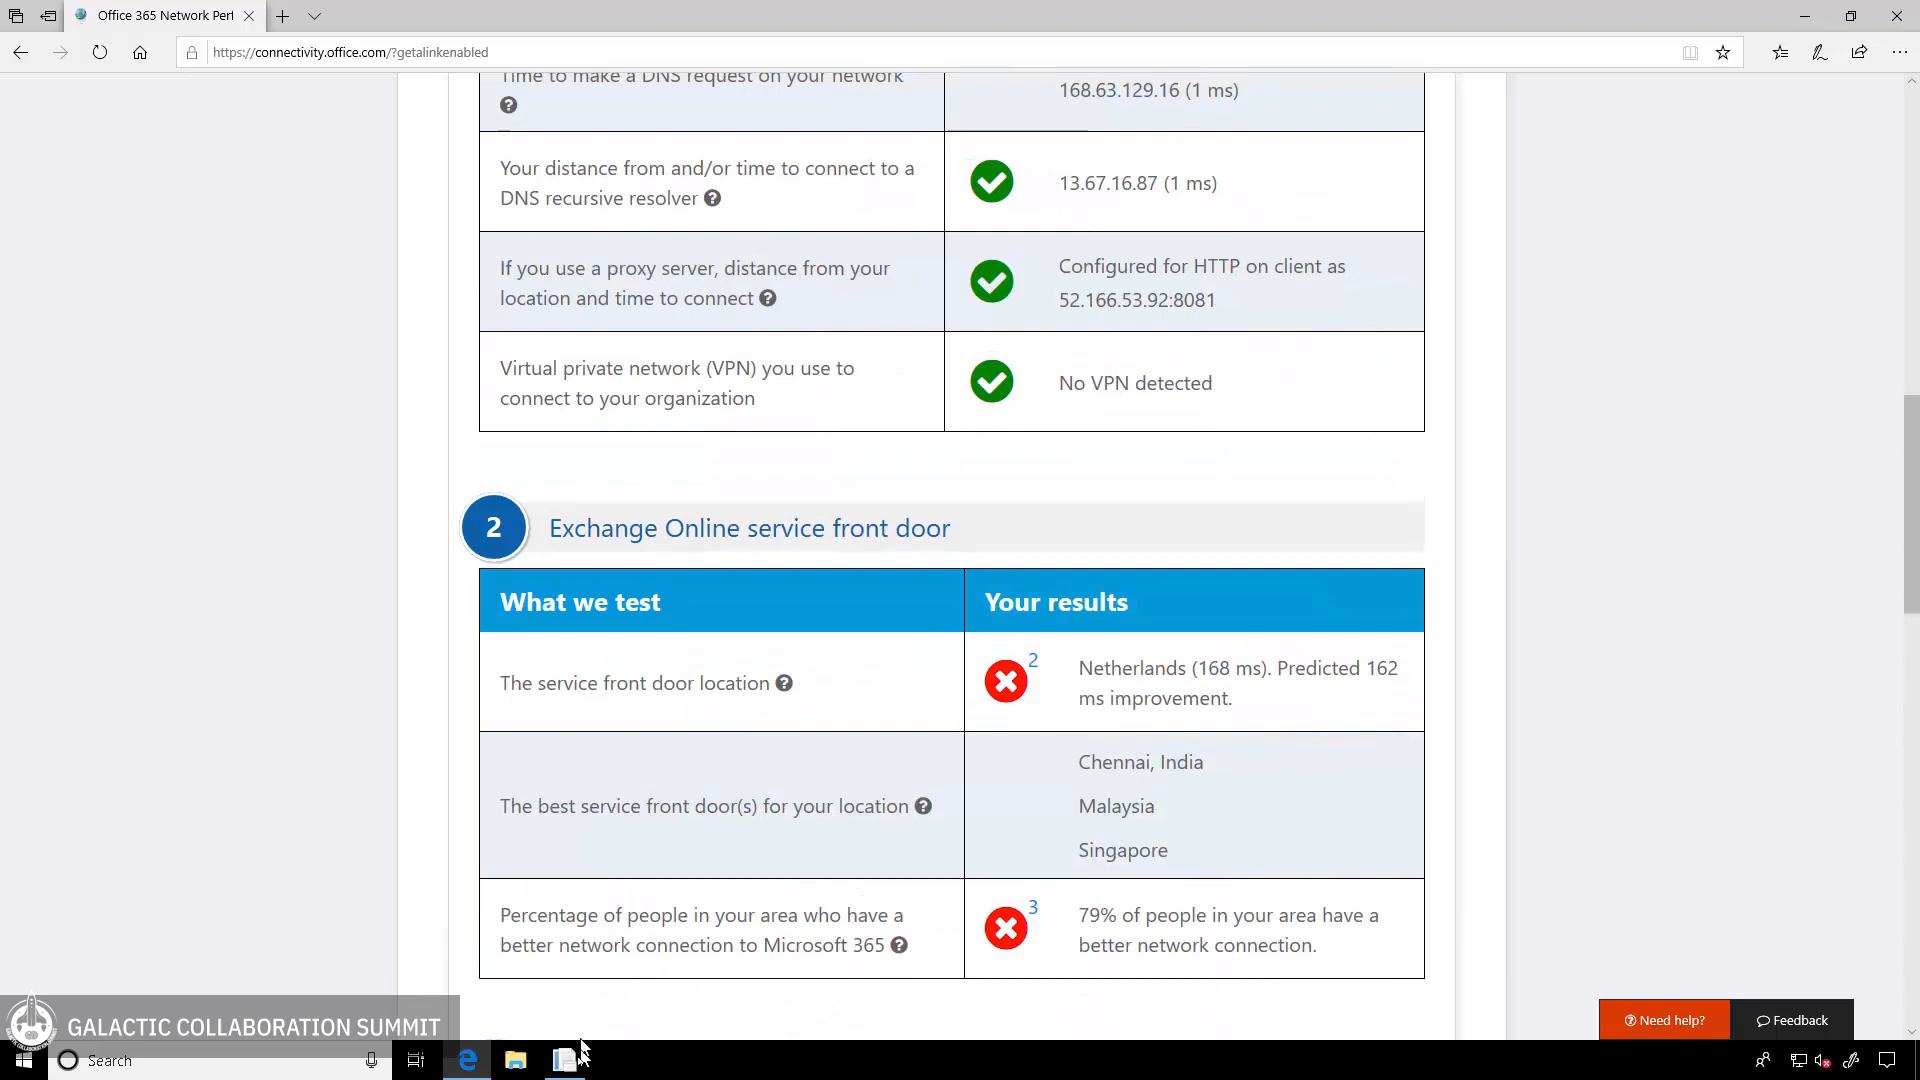 Office 365 Network Perf
https://connectivity.office.com/?getalinkenabled
Time to make a DNS request on your network
168.63.129.16 (1 ms)
Your distance from and/or time to connect to a
DNS recursive resolver
13.67.16.87 (1 ms)
If you use a proxy server, distance from your
location and time to connect
Configured for HTTP on client as
52.166.53.92:8081
Virtual private network (VPN) you use to
connect to your organization
No VPN detected
2
Exchange Online service front door
What we test
Your results
The service front door location
2
Netherlands (168 ms). Predicted 162
ms improvement.
The best service front door(s) for your location
Chennai, India
Malaysia
Singapore
Percentage of people in your area who have a
better network connection to Microsoft 365
3
79% of people in your area have a
better network connection.
GALACTIC COLLABORATION SUMMIT
Need help?
Feedback
Search